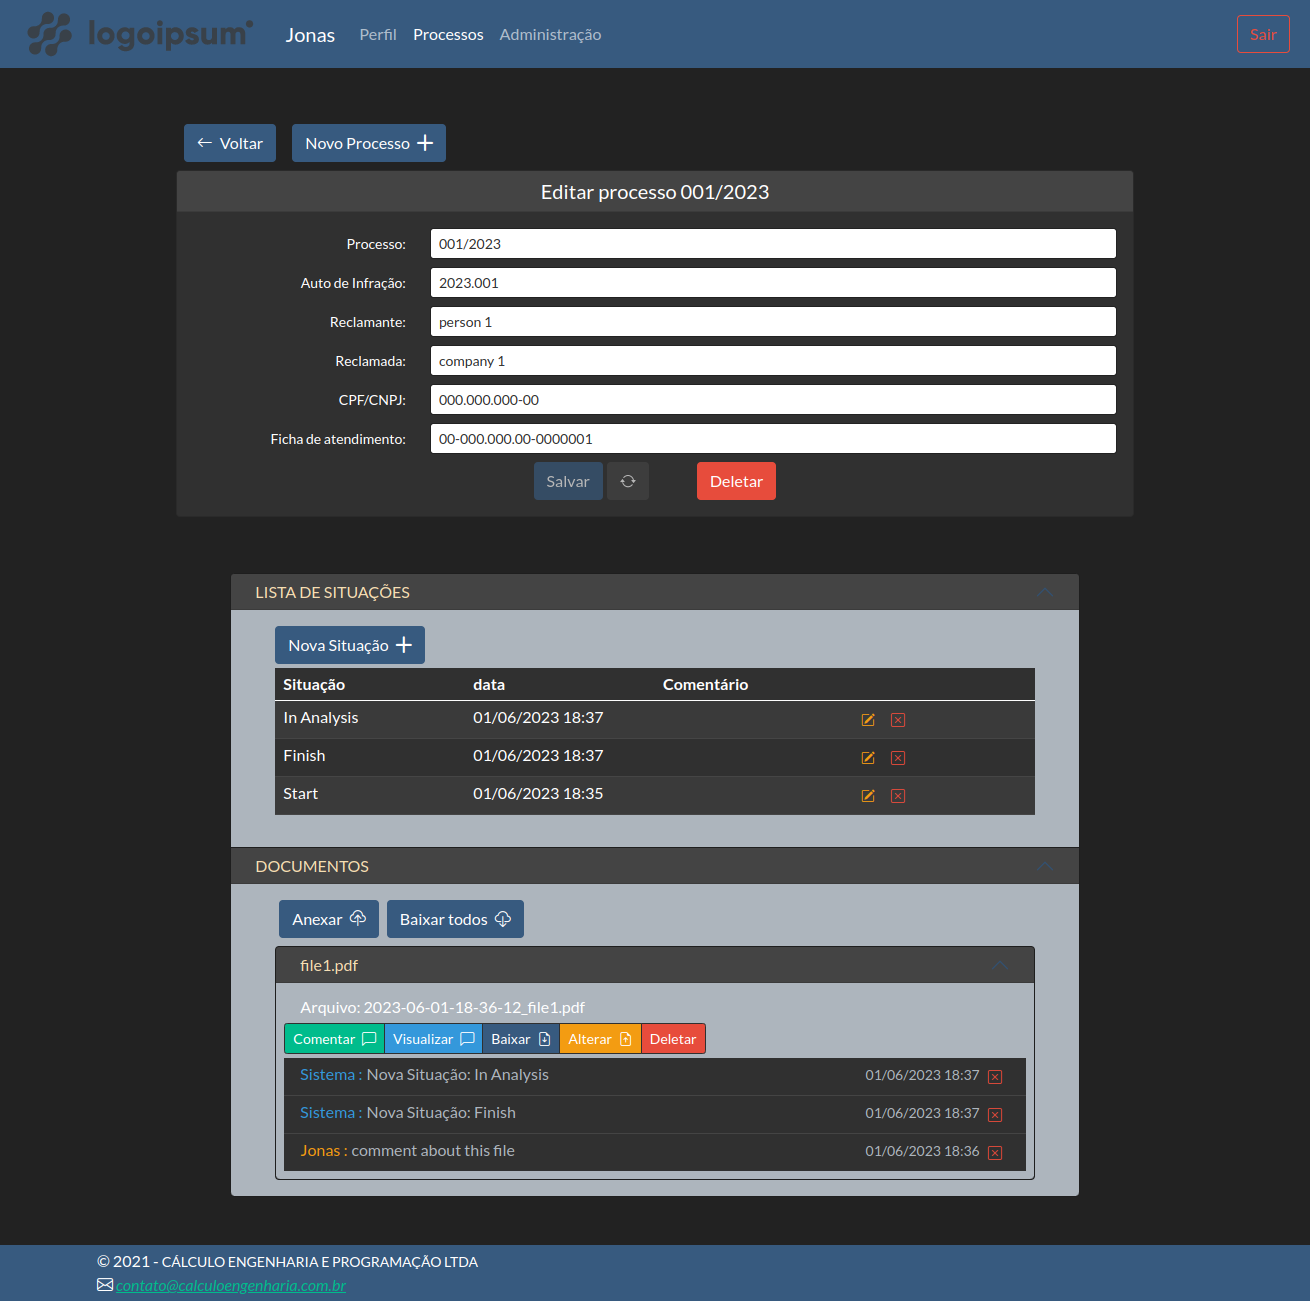 logoipsum Jonas Perfil Processos Administração Sair
Voltar Novo Processo
Editar processo 001/2023
Processo: 001/2023
Auto de Infração: 2023.001
Reclamante: person 1
Reclamada: company 1
CPF/CNPJ: 000.000.000-00
Ficha de atendimento: 00-000.000.00-0000001
Salvar Deletar
LISTA DE SITUAÇÕES
Nova Situação
Situação data Comentário
In Analysis 01/06/2023 18:37
Finish 01/06/2023 18:37
Start 01/06/2023 18:35
DOCUMENTOS
Anexar Baixar todos
file1.pdf
Arquivo: 2023-06-01-18-36-12_file1.pdf
Comentar Visualizar Baixar Alterar Deletar
Sistema : Nova Situação: In Analysis 01/06/2023 18:37
Sistema : Nova Situação: Finish 01/06/2023 18:37
Jonas : comment about this file 01/06/2023 18:36
© 2021 - CÁLCULO ENGENHARIA E PROGRAMAÇÃO LTDA
contato@calculoengenharia.com.br